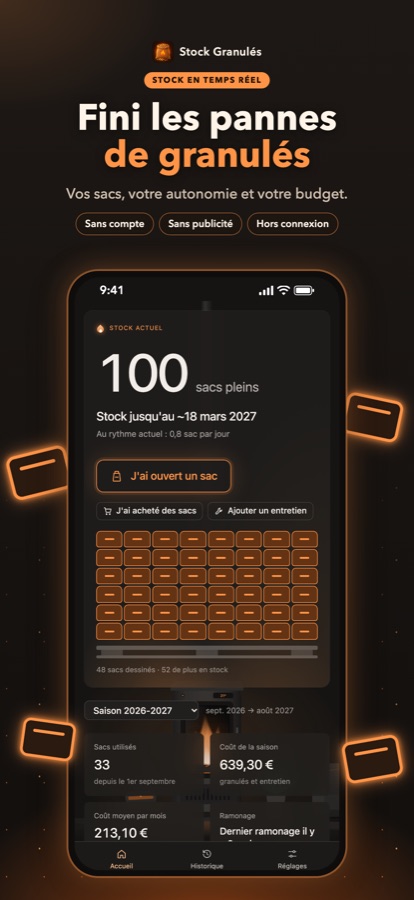 Stock Granulés
STOCK EN TEMPS RÉEL
Fini les pannes
de granulés
Vos sacs, votre autonomie et votre budget.
Sans compte
Sans publicité
Hors connexion
9:41
STOCK ACTUEL
100 sacs pleins
Stock jusqu'au ~18 mars 2027
Au rythme actuel : 0,8 sac par jour
J'ai ouvert un sac
J'ai acheté des sacs
Ajouter un entretien
48 sacs dessinés · 52 de plus en stock
Saison 2026-2027
sept. 2026 → août 2027
Sacs utilisés
33
depuis le 1er septembre
Coût de la saison
639,30 €
granulés et entretien
Coût moyen par mois
213,10 €
Ramonage
Dernier ramonage il y
Accueil
Historique
Réglages